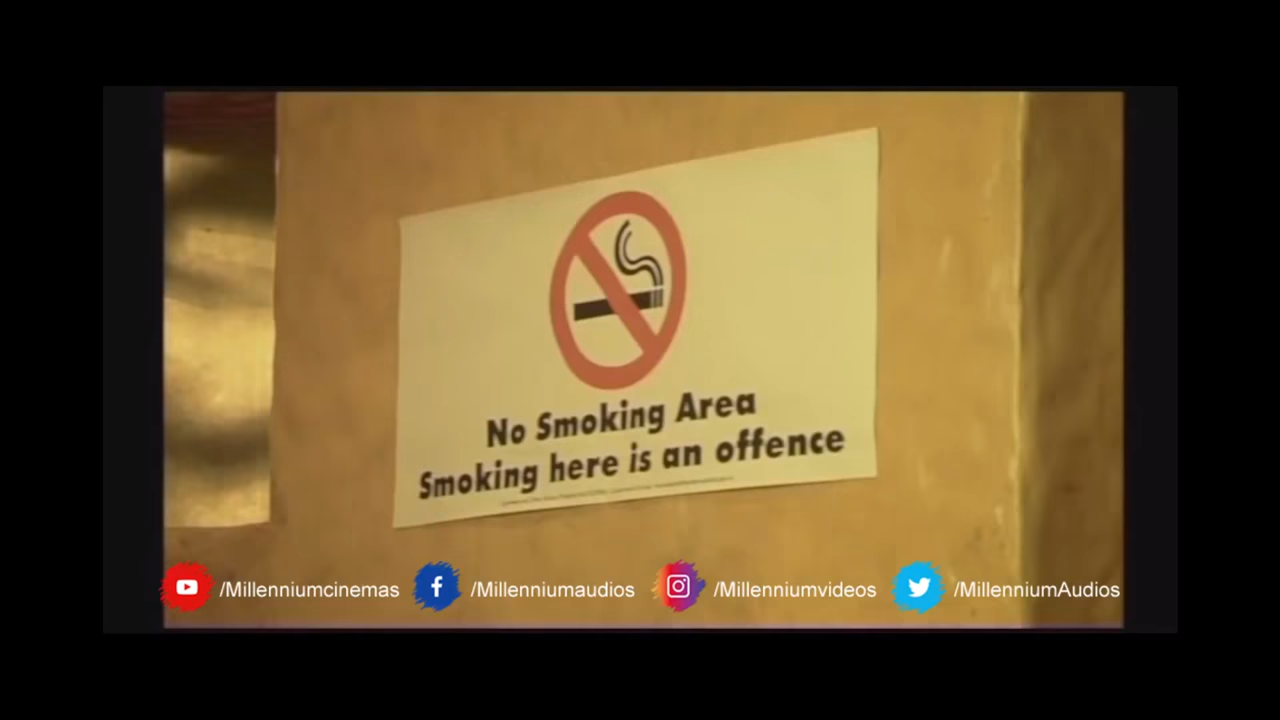 No Smoking Area
Smoking here is an offence
/Millenniumcinemas
/Millenniumaudios
/Millenniumvideos
/MillenniumAudios